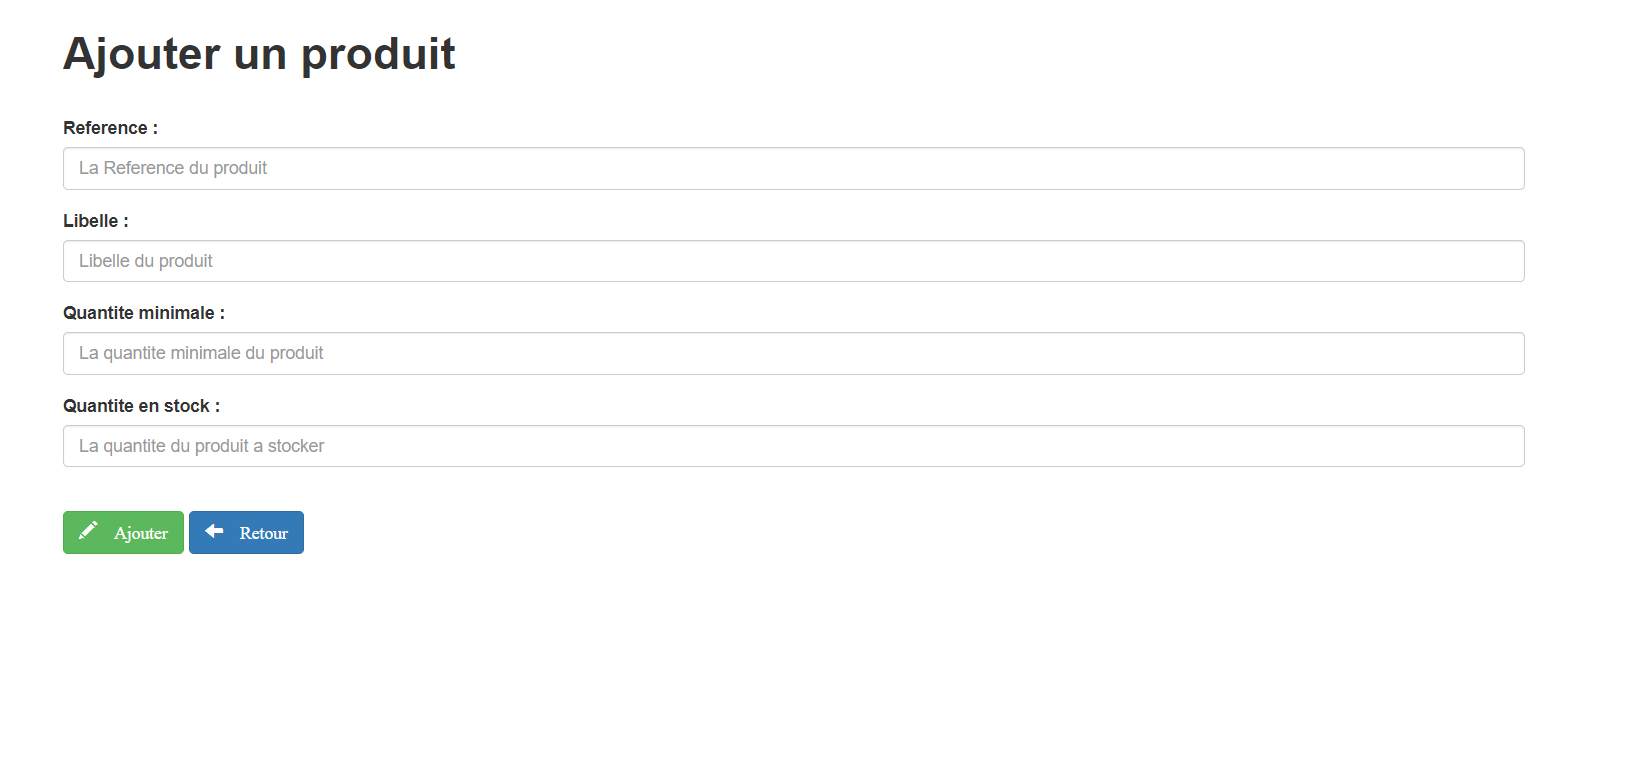 Ajouter un produit
Reference :
La Reference du produit
Libelle :
Libelle du produit
Quantite minimale :
La quantite minimale du produit
Quantite en stock :
La quantite du produit a stocker
Ajouter Retour